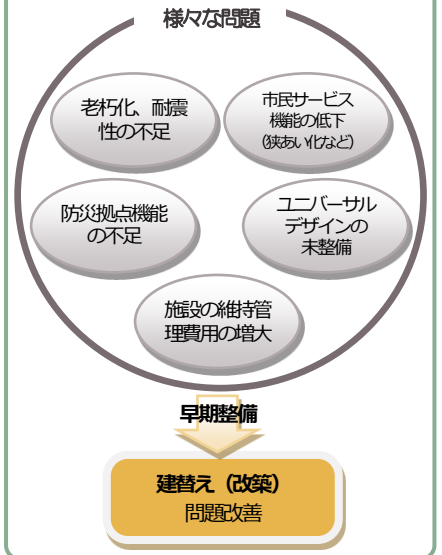 様々な問題
老朽化、耐震
性の不足
市民サービス
機能の低下
(狭あい化など)
防災拠点機能
の不足
ユニバーサル
デザインの
未整備
施設の維持管
理費用の増大
早期整備
建替え（改築）
問題改善